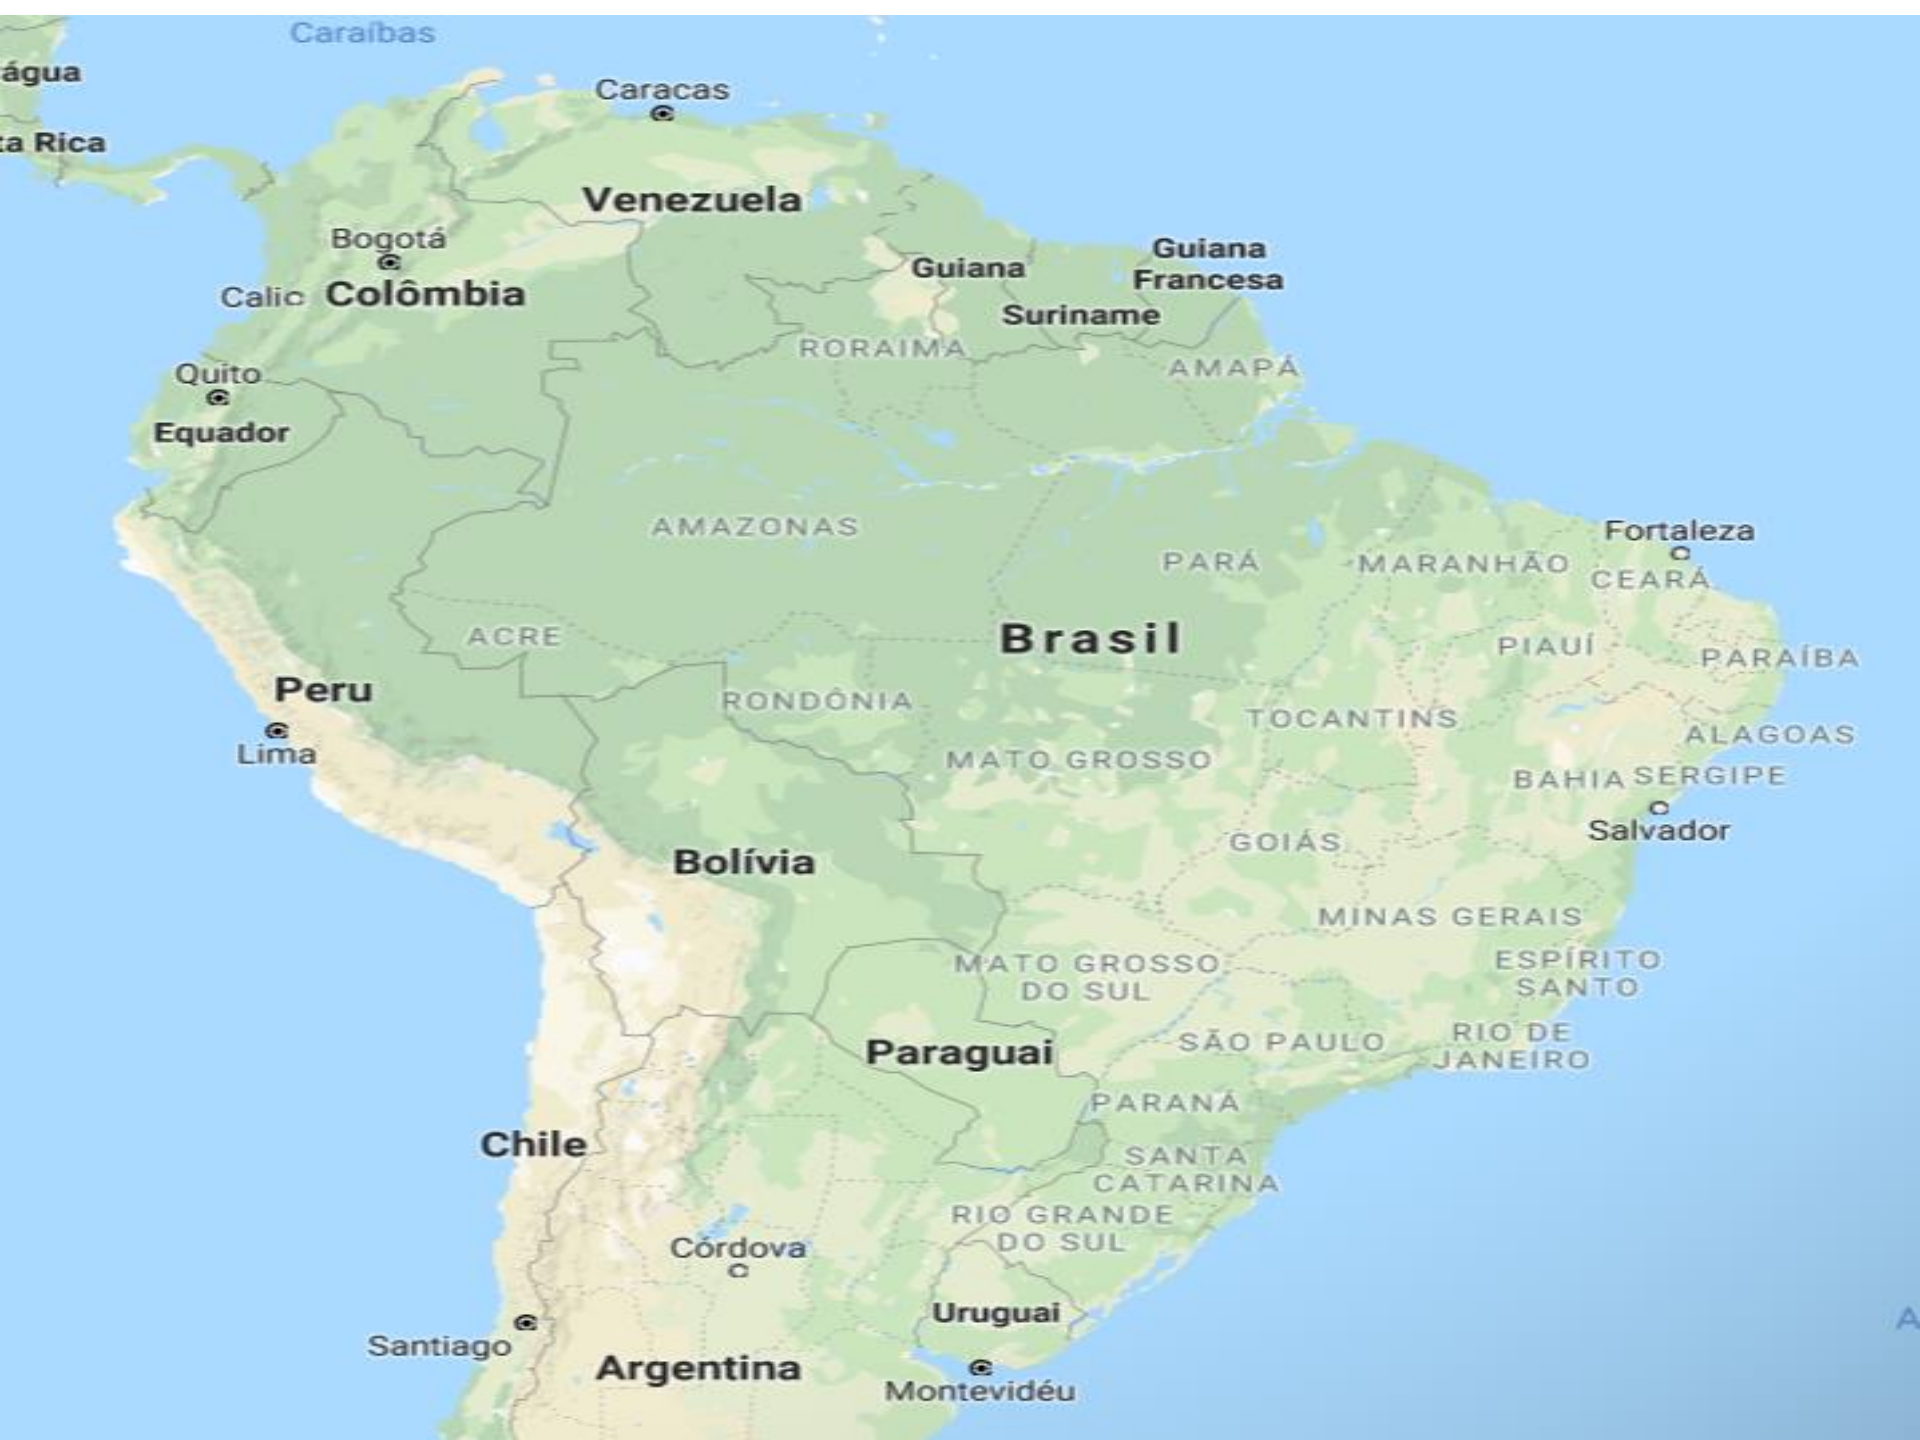 Caraíbas
água
ta Rica
Caracas
Venezuela
Bogotá
Cali
Colômbia
Guiana
Guiana
Francesa
Suriname
RORAIMA
AMAPÁ
Quito
Equador
AMAZONAS
PARÁ
MARANHÃO
Fortaleza
CEARÁ
ACRE
Brasil
PIAUÍ
PARAÍBA
Peru
RONDÔNIA
TOCANTINS
Lima
ALAGOAS
MATO GROSSO
BAHIA
SERGIPE
Salvador
GOIÁS
Bolívia
MINAS GERAIS
MATO GROSSO
DO SUL
ESPÍRITO
SANTO
Paraguai
SÃO PAULO
RIO DE
JANEIRO
PARANÁ
Chile
SANTA
CATARINA
RIO GRANDE
DO SUL
Córdova
Uruguai
Santiago
Argentina
Montevidéu
A